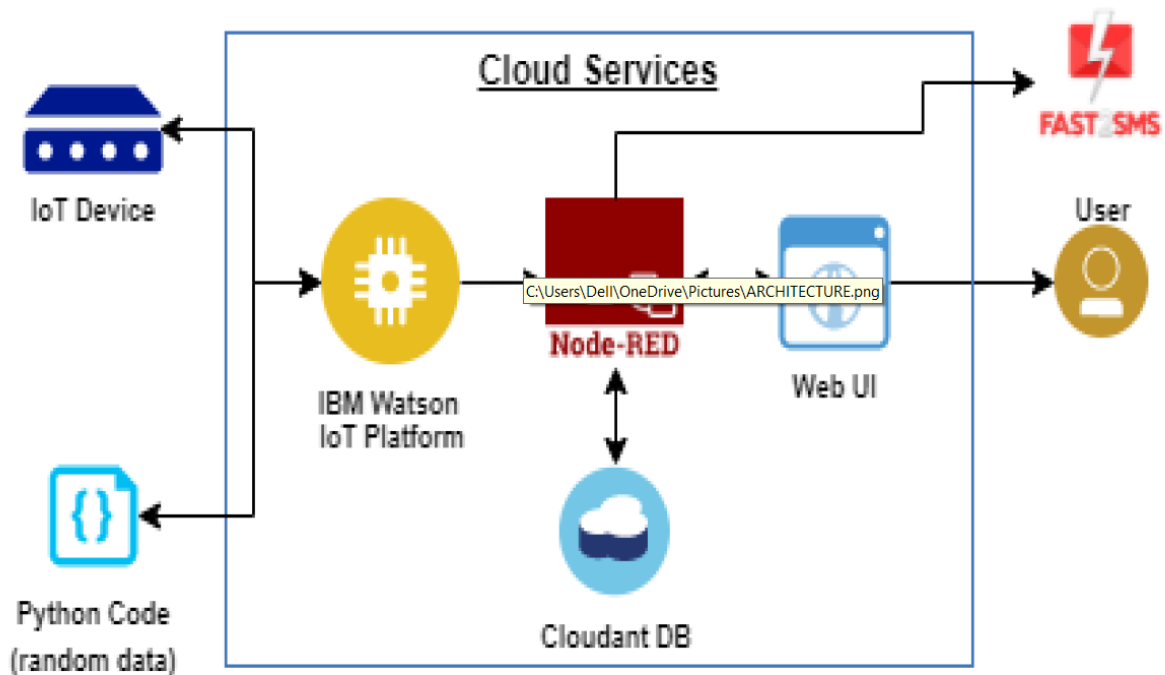 Cloud Services
FAST2SMS
IoT Device
User
C:\Users\Dell\OneDrive\Pictures\ARCHITECTURE.png
Node-RED
Web UI
IBM Watson
IoT Platform
{}
Python Code
(random data)
Cloudant DB